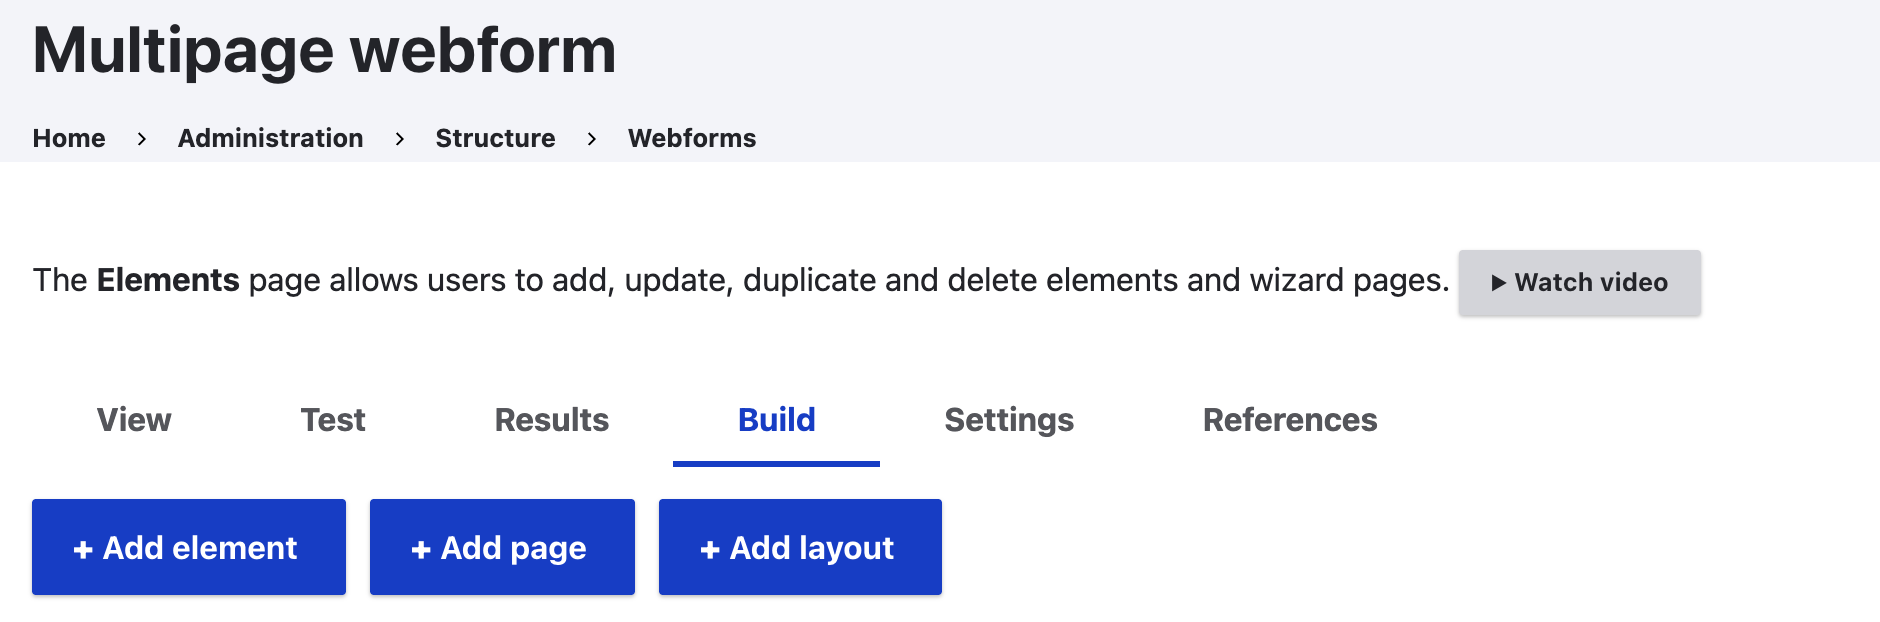 Multipage webform
Home > Administration > Structure > Webforms
The Elements page allows users to add, update, duplicate and delete elements and wizard pages. ▶ Watch video
View Test Results Build Settings References
+ Add element + Add page + Add layout